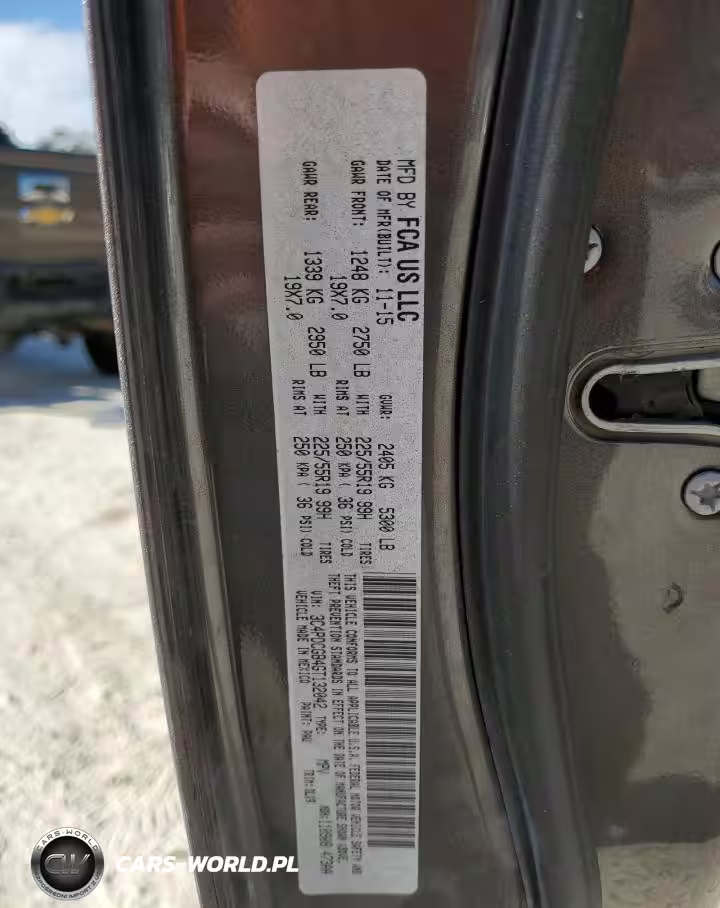 MFD BY FCA US LLC
DATE OF MFR(BUILT): 11-15 GVWR: 2405 KG 5300 LB
GAWR FRONT: 1248 KG 2750 LB WITH 225/55R19 99H TIRES
19X7.0 RIMS AT 250 KPA ( 36 PSI) COLD
GAWR REAR: 1339 KG 2950 LB WITH 225/55R19 99H TIRES
19X7.0 RIMS AT 250 KPA ( 36 PSI) COLD
THIS VEHICLE CONFORMS TO ALL APPLICABLE U.S.A. FEDERAL MOTOR VEHICLE SAFETY AND
THEFT PREVENTION STANDARDS IN EFFECT ON THE DATE OF MANUFACTURE SHOWN ABOVE.
VIN: 3C4PDCGB4GT132042 TYPE: MPV
VEHICLE MADE IN MEXICO PAINT: PAU TRIM:
CARS-WORLD.PL